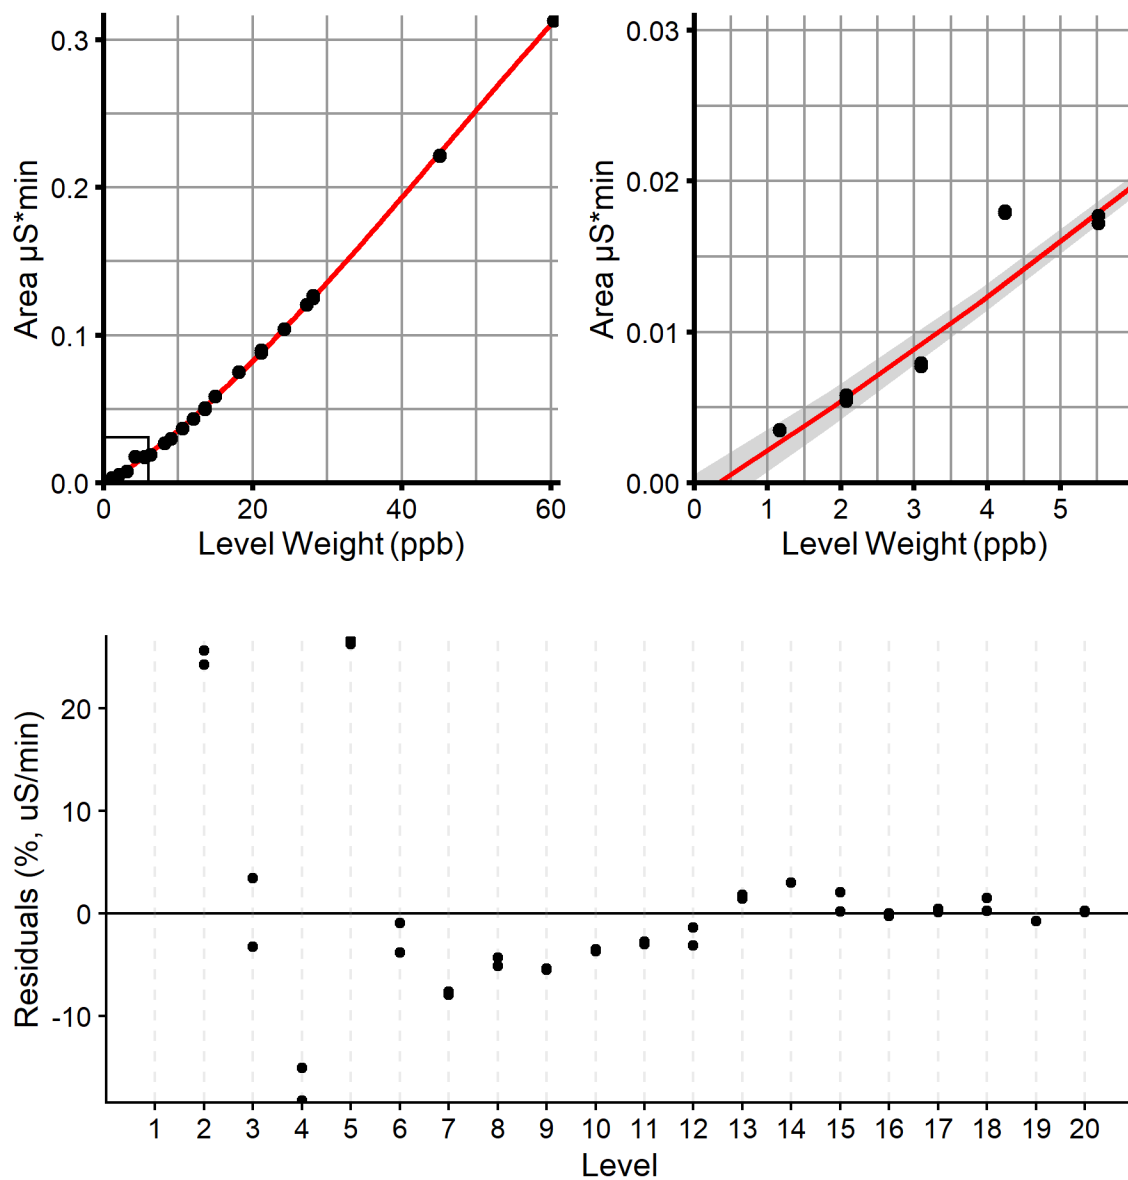 0.3
0.2
0.1
0.0
0 20 40 60
Area µS*min
Level Weight (ppb)
0.03
0.02
0.01
0.00
0 1 2 3 4 5
Area µS*min
Level Weight (ppb)
20
10
0
-10
Residuals (%, uS/min)
1 2 3 4 5 6 7 8 9 10 11 12 13 14 15 16 17 18 19 20
Level